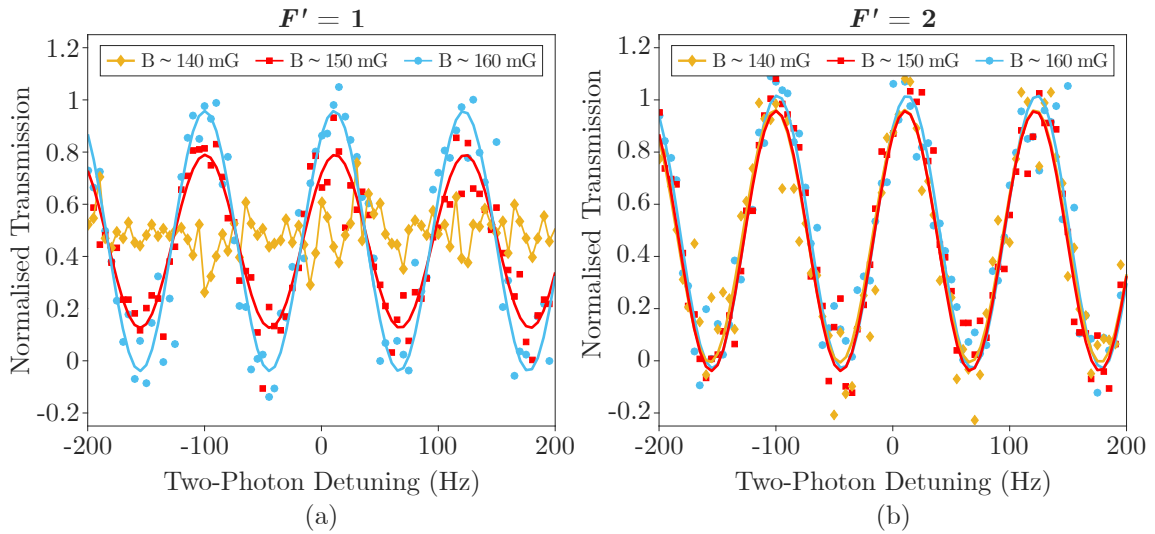 F′ = 1
B ~ 140 mG B ~ 150 mG B ~ 160 mG
Normalised Transmission
1.2
1
0.8
0.6
0.4
0.2
0
-0.2
-200 -100 0 100 200
Two-Photon Detuning (Hz)
(a)
F′ = 2
B ~ 140 mG B ~ 150 mG B ~ 160 mG
Normalised Transmission
1.2
1
0.8
0.6
0.4
0.2
0
-0.2
-200 -100 0 100 200
Two-Photon Detuning (Hz)
(b)